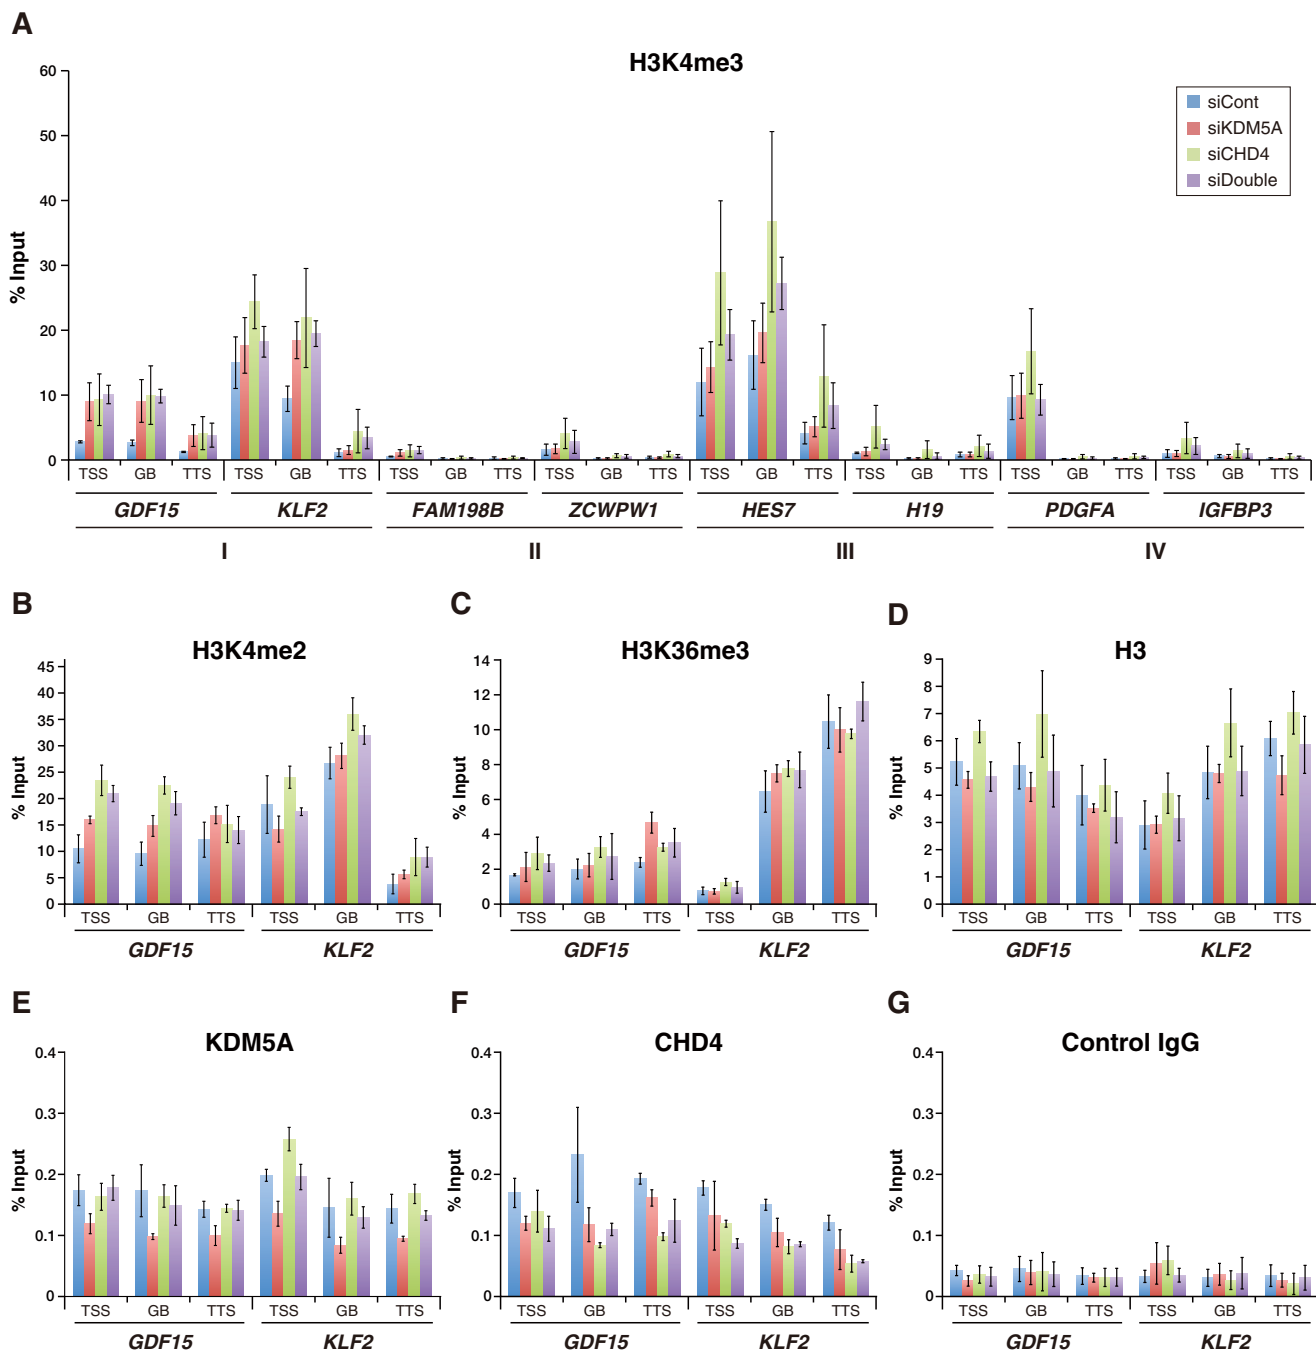 A
H3K4me3
60
50
40
30
20
10
0
% Input
siCont
siKDM5A
siCHD4
siDouble
TSS GB TTS TSS GB TTS TSS GB TTS TSS GB TTS TSS GB TTS TSS GB TTS TSS GB TTS TSS GB TTS
GDF15 KLF2 FAM198B ZCWPW1 HES7 H19 PDGFA IGFBP3
I II III IV
B
H3K4me2
45
40
35
30
25
20
15
10
5
0
% Input
TSS GB TTS TSS GB TTS
GDF15 KLF2
C
H3K36me3
14
12
10
8
6
4
2
0
% Input
TSS GB TTS TSS GB TTS
GDF15 KLF2
D
H3
9
8
7
6
5
4
3
2
1
0
% Input
TSS GB TTS TSS GB TTS
GDF15 KLF2
E
KDM5A
0.4
0.3
0.2
0.1
0
% Input
TSS GB TTS TSS GB TTS
GDF15 KLF2
F
CHD4
0.4
0.3
0.2
0.1
0
% Input
TSS GB TTS TSS GB TTS
GDF15 KLF2
G
Control IgG
0.4
0.3
0.2
0.1
0
% Input
TSS GB TTS TSS GB TTS
GDF15 KLF2